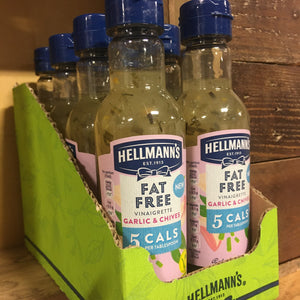 HELLMANN'S
EST. 1913
FAT
FREE
NEW
VINAIGRETTE
GARLIC & CHIVES
5 CALS
PER TABLESPOON
HELLMANN'S
EST. 1913
FAT
FREE
VINAIGRETTE
GARLIC & CHIVES
5 CALS
PER TABLESPOON
HELLMANN'S